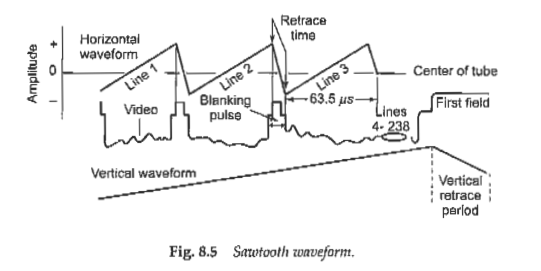 Retrace
time
Horizontal
waveform
Amplitude
+
0
−
Line 1
Line 2
Line 3
Center of tube
Video
Blanking
pulse
63.5 µs
Lines
4- 238
First field
Vertical waveform
Vertical
retrace
period
Fig. 8.5 Sawtooth waveform.